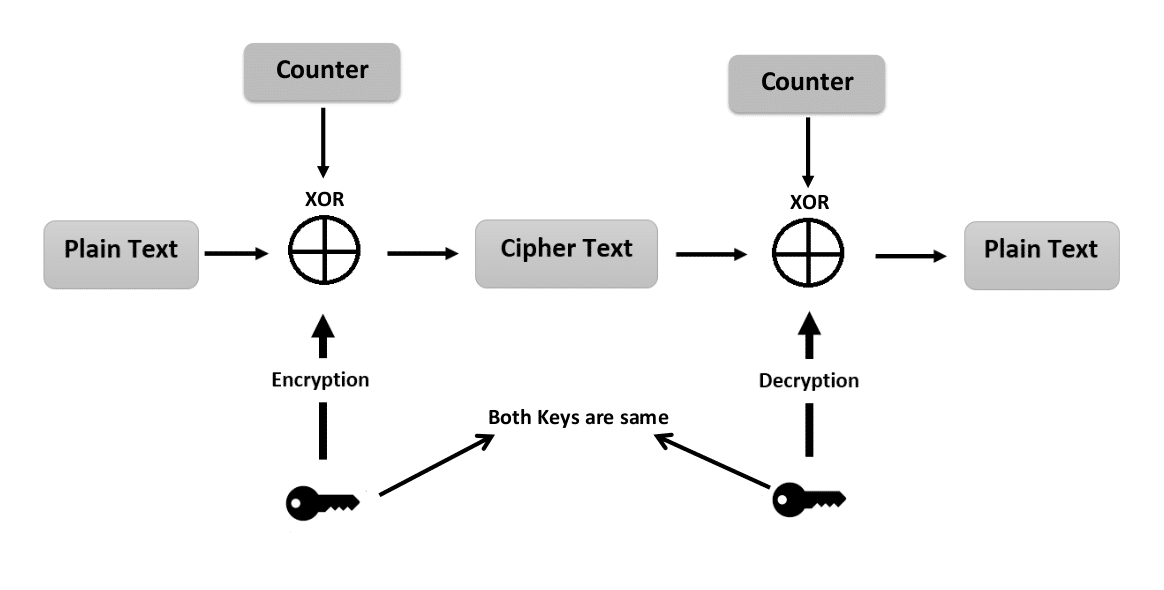 Counter
Counter
XOR
XOR
Plain Text
Cipher Text
Plain Text
Encryption
Decryption
Both Keys are same